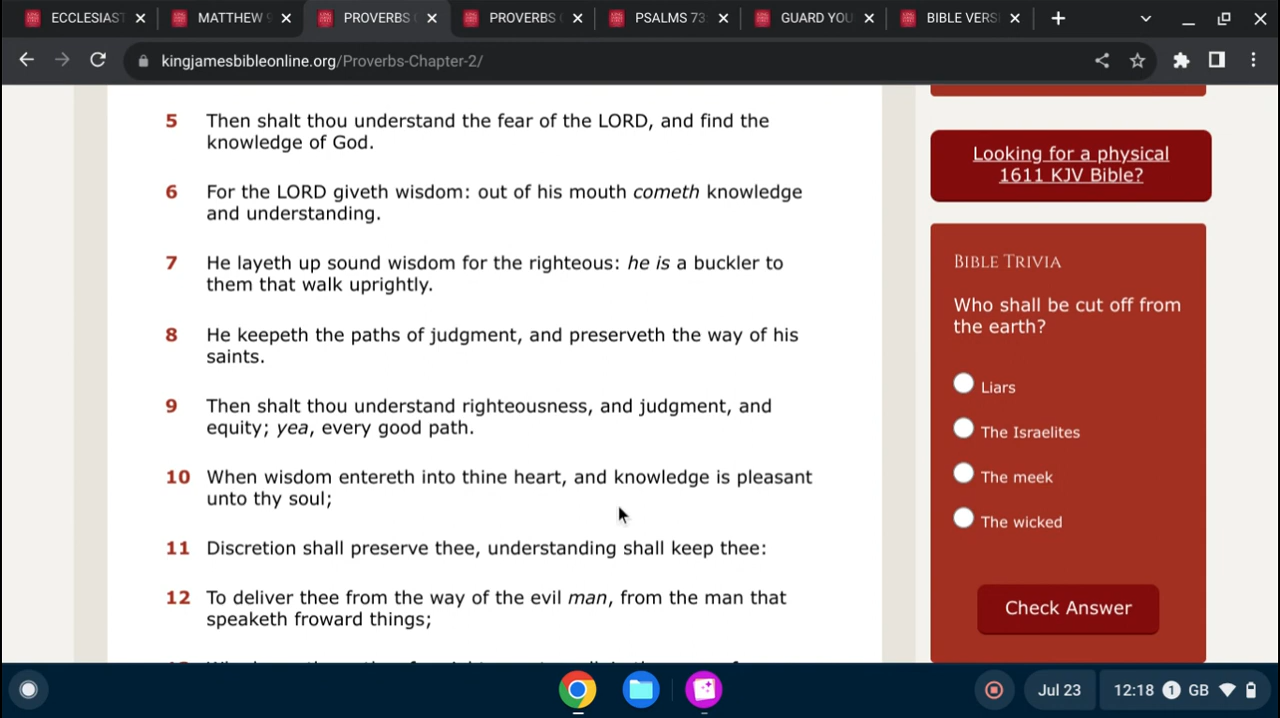 ECCLESIAST
MATTHEW 9
PROVERBS
PROVERBS
PSALMS 73
GUARD YOU
BIBLE VERS
kingjamesbibleonline.org/Proverbs-Chapter-2/
5 Then shalt thou understand the fear of the LORD, and find the
knowledge of God.
6 For the LORD giveth wisdom: out of his mouth cometh knowledge
and understanding.
7 He layeth up sound wisdom for the righteous: he is a buckler to
them that walk uprightly.
8 He keepeth the paths of judgment, and preserveth the way of his
saints.
9 Then shalt thou understand righteousness, and judgment, and
equity; yea, every good path.
10 When wisdom entereth into thine heart, and knowledge is pleasant
unto thy soul;
11 Discretion shall preserve thee, understanding shall keep thee:
12 To deliver thee from the way of the evil man, from the man that
speaketh froward things;
Looking for a physical
1611 KJV Bible?
BIBLE TRIVIA
Who shall be cut off from
the earth?
Liars
The Israelites
The meek
The wicked
Check Answer
Jul 23
12:18 1 GB